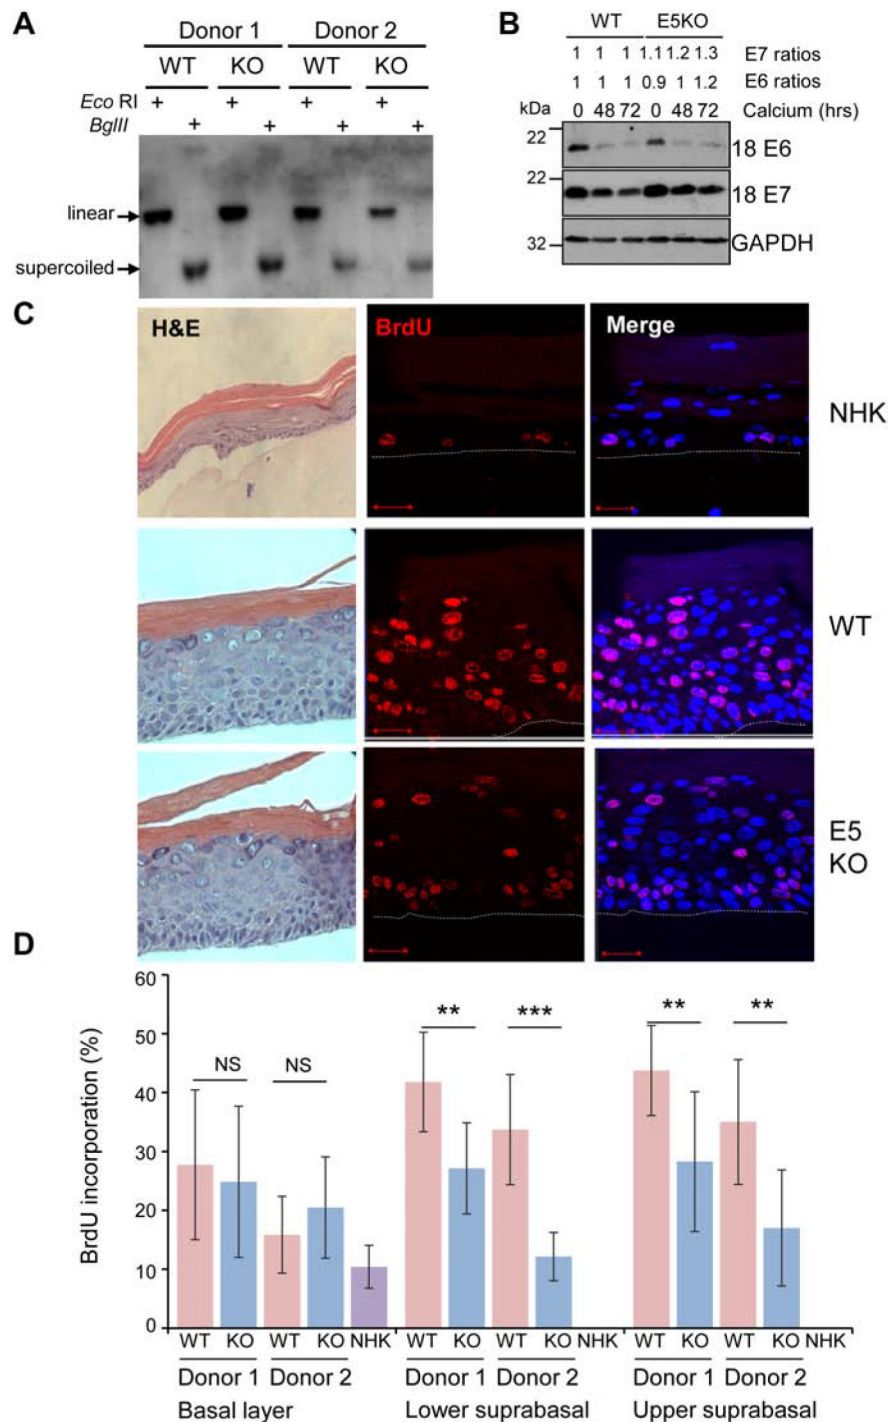 A
Donor 1 Donor 2
WT KO WT KO
Eco RI + + + +
BglII + + + +
linear
supercoiled
B
WT E5KO
1 1 1 1.1 1.2 1.3 E7 ratios
1 1 1 0.9 1 1.2 E6 ratios
kDa 0 48 72 0 48 72 Calcium (hrs)
22 18 E6
22 18 E7
32 GAPDH
C
H&E BrdU Merge
NHK
WT
E5
KO
D
BrdU incorporation (%)
60
50
40
30
20
10
0
NS NS ** *** ** **
WT KO WT KO NHK WT KO WT KO NHK WT KO WT KO NHK
Donor 1 Donor 2 Donor 1 Donor 2 Donor 1 Donor 2
Basal layer Lower suprabasal Upper suprabasal